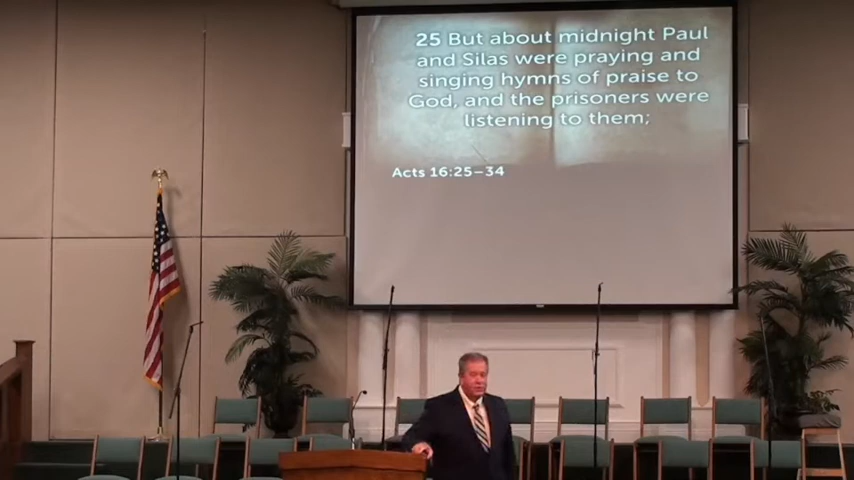 25 But about midnight Paul
and Silas were praying and
singing hymns of praise to
God, and the prisoners were
listening to them;
Acts 16:25–34